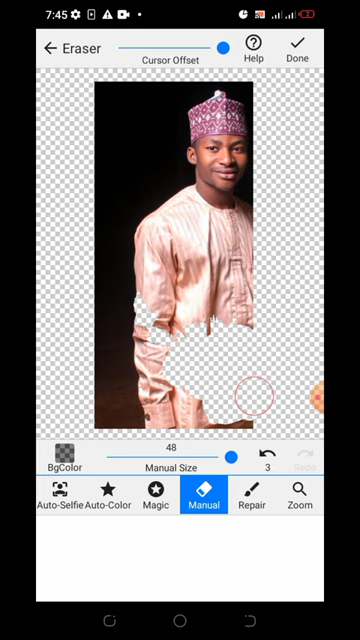 7:45
Eraser
Cursor Offset
Help
Done
48
BgColor
Manual Size
3
Redo
Auto-Selfie
Auto-Color
Magic
Manual
Repair
Zoom